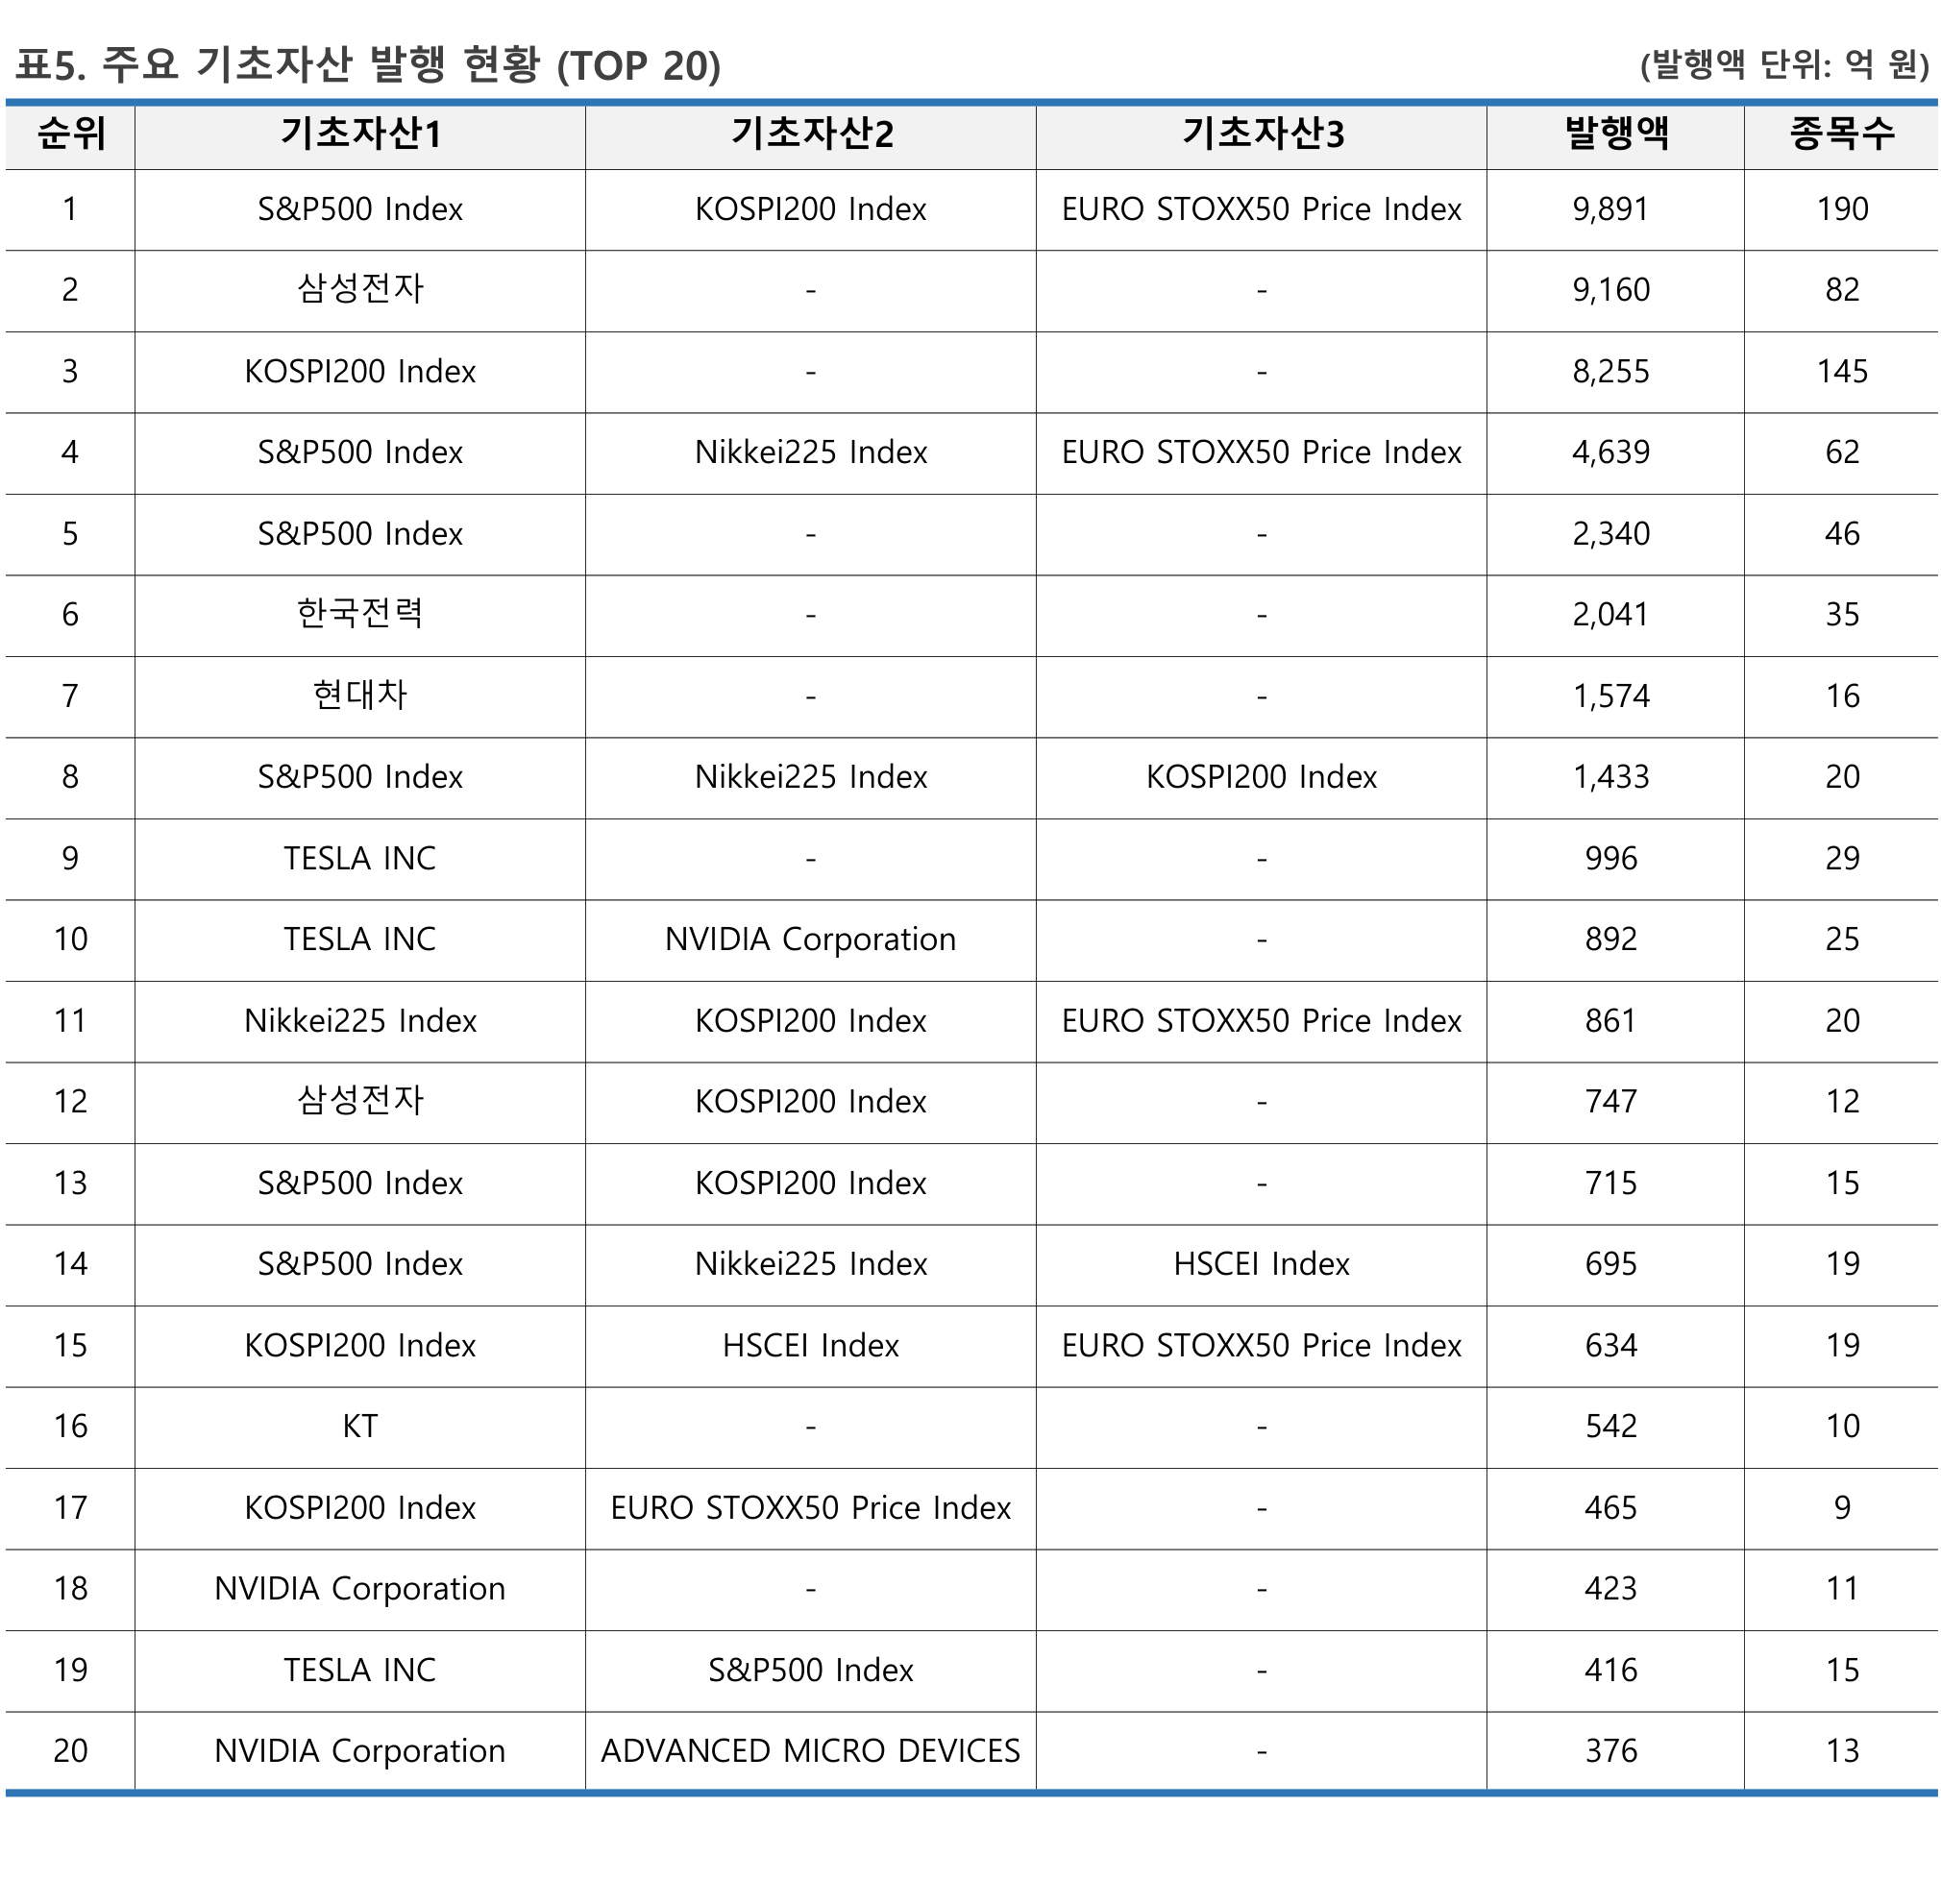 표5. 주요 기초자산 발행 현황 (TOP 20) (발행액 단위: 억 원)
순위 기초자산1 기초자산2 기초자산3 발행액 종목수
1 S&P500 Index KOSPI200 Index EURO STOXX50 Price Index 9,891 190
2 삼성전자 - - 9,160 82
3 KOSPI200 Index - - 8,255 145
4 S&P500 Index Nikkei225 Index EURO STOXX50 Price Index 4,639 62
5 S&P500 Index - - 2,340 46
6 한국전력 - - 2,041 35
7 현대차 - - 1,574 16
8 S&P500 Index Nikkei225 Index KOSPI200 Index 1,433 20
9 TESLA INC - - 996 29
10 TESLA INC NVIDIA Corporation - 892 25
11 Nikkei225 Index KOSPI200 Index EURO STOXX50 Price Index 861 20
12 삼성전자 KOSPI200 Index - 747 12
13 S&P500 Index KOSPI200 Index - 715 15
14 S&P500 Index Nikkei225 Index HSCEI Index 695 19
15 KOSPI200 Index HSCEI Index EURO STOXX50 Price Index 634 19
16 KT - - 542 10
17 KOSPI200 Index EURO STOXX50 Price Index - 465 9
18 NVIDIA Corporation - - 423 11
19 TESLA INC S&P500 Index - 416 15
20 NVIDIA Corporation ADVANCED MICRO DEVICES - 376 13